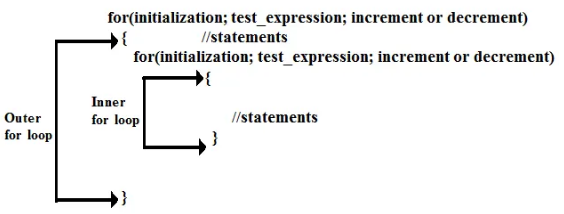 for(initialization; test_expression; increment or decrement)
{ //statements
for(initialization; test_expression; increment or decrement)
{
Inner
for loop
Outer
for loop
//statements
}
}